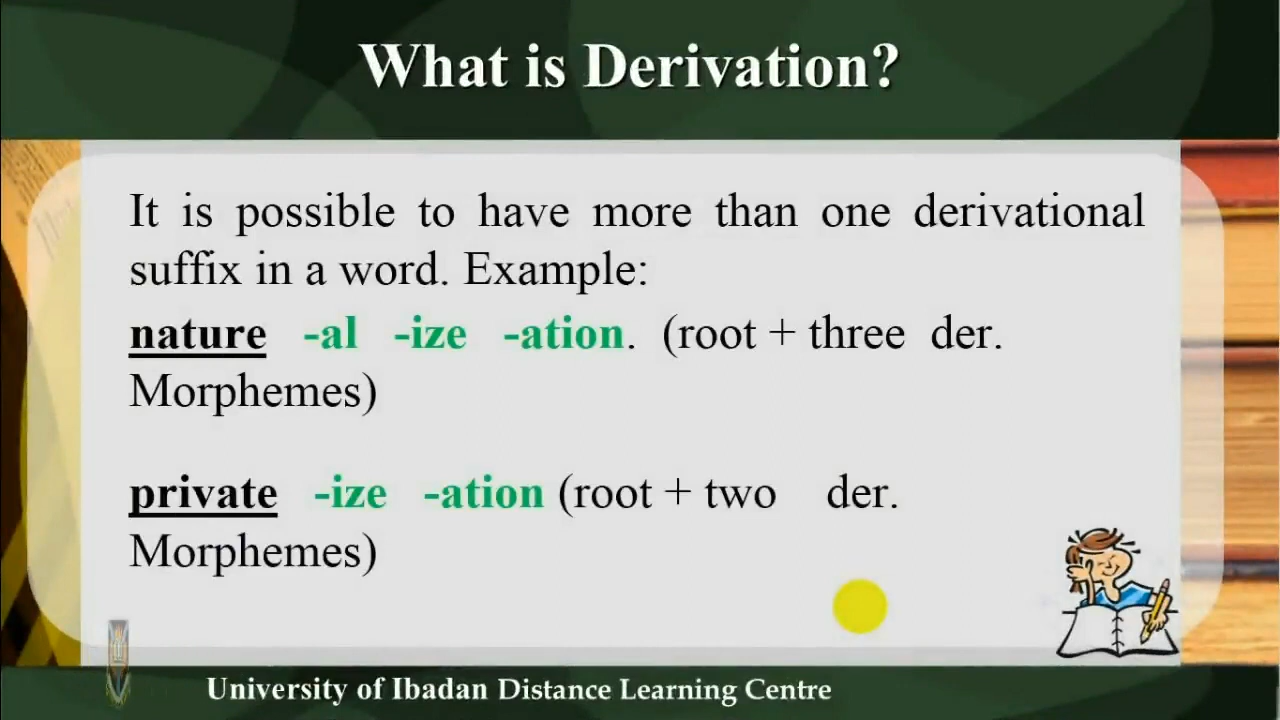 What is Derivation?
It is possible to have more than one derivational
suffix in a word. Example:
nature -al -ize -ation. (root + three der.
Morphemes)
private -ize -ation (root + two der.
Morphemes)
University of Ibadan Distance Learning Centre